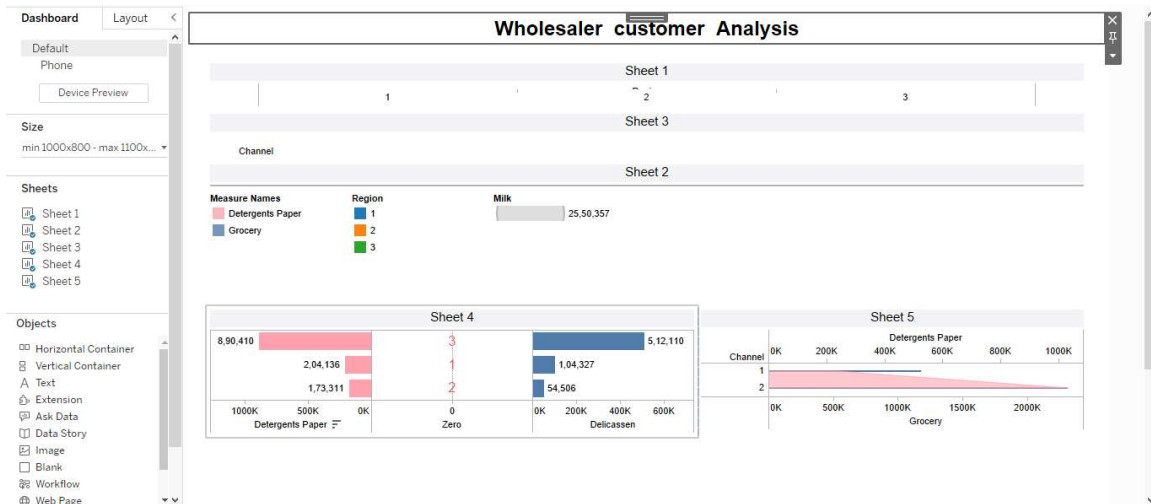 Dashboard Layout
Default
Phone
Device Preview
Size
min 1000x800 - max 1100x...
Sheets
Sheet 1
Sheet 2
Sheet 3
Sheet 4
Sheet 5
Objects
Horizontal Container
Vertical Container
Text
Extension
Ask Data
Data Story
Image
Blank
Workflow
Web Page
Wholesaler customer Analysis
Sheet 1
1 2 3
Sheet 3
Channel
Sheet 2
Measure Names
Detergents Paper
Grocery
Region
1
2
3
Milk
25,50,357
Sheet 4
8,90,410 3 5,12,110
2,04,136 1 1,04,327
1,73,311 2 54,506
1000K 500K 0K 0 0K 200K 400K 600K
Detergents Paper Zero Delicassen
Sheet 5
Detergents Paper
Channel 0K 200K 400K 600K 800K 1000K
1
2
0K 500K 1000K 1500K 2000K
Grocery